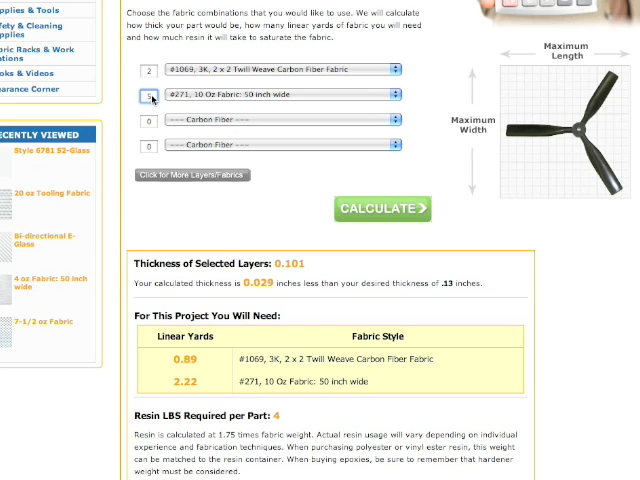 pplies & Tools
fety & Cleaning
pplies
bric Racks & Work
ations
oks & Videos
earance Corner
ECENTLY VIEWED
Style 6781 S2-Glass
20 oz Tooling Fabric
Bi-directional E-
Glass
4 oz Fabric: 50 inch
wide
7-1/2 oz Fabric
Choose the fabric combinations that you would like to use. We will calculate
how thick your part would be, how many linear yards of fabric you will need
and how much resin it will take to saturate the fabric.
2 #1069, 3K, 2 x 2 Twill Weave Carbon Fiber Fabric
5 #271, 10 Oz Fabric: 50 inch wide
0 --- Carbon Fiber ---
0 --- Carbon Fiber ---
Click for More Layers/Fabrics
CALCULATE
Maximum
Length
Maximum
Width
Thickness of Selected Layers: 0.101
Your calculated thickness is 0.029 inches less than your desired thickness of .13 inches.
For This Project You Will Need:
Linear Yards Fabric Style
0.89 #1069, 3K, 2 x 2 Twill Weave Carbon Fiber Fabric
2.22 #271, 10 Oz Fabric: 50 inch wide
Resin LBS Required per Part: 4
Resin is calculated at 1.75 times fabric weight. Actual resin usage will vary depending on individual
experience and fabrication techniques. When purchasing polyester or vinyl ester resin, this weight
can be matched to the resin container. When buying epoxies, be sure to remember that hardener
weight must be considered.